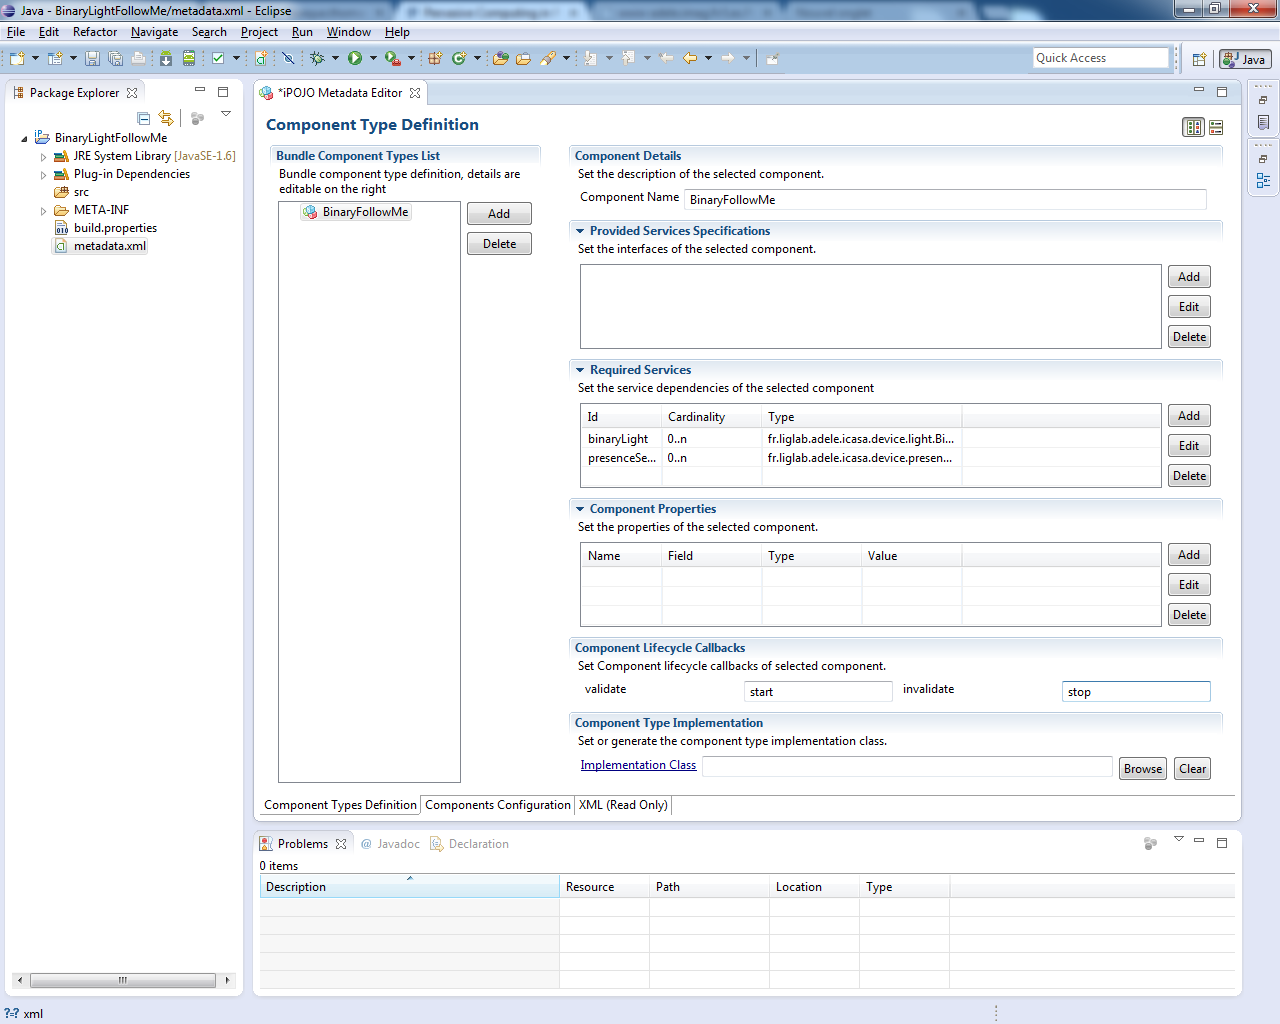 Java - BinaryLightFollowMe/metadata.xml - Eclipse
File Edit Refactor Navigate Search Project Run Window Help
Quick Access
Java
Package Explorer
BinaryLightFollowMe
JRE System Library [JavaSE-1.6]
Plug-in Dependencies
src
META-INF
build.properties
metadata.xml
*iPOJO Metadata Editor
Component Type Definition
Bundle Component Types List
Bundle component type definition, details are
editable on the right
BinaryFollowMe
Add
Delete
Component Details
Set the description of the selected component.
Component Name BinaryFollowMe
Provided Services Specifications
Set the interfaces of the selected component.
Add
Edit
Delete
Required Services
Set the service dependencies of the selected component
Id Cardinality Type
binaryLight 0..n fr.liglab.adele.icasa.device.light.Bi...
presenceSe... 0..n fr.liglab.adele.icasa.device.presen...
Add
Edit
Delete
Component Properties
Set the properties of the selected component.
Name Field Type Value
Add
Edit
Delete
Component Lifecycle Callbacks
Set Component lifecycle callbacks of selected component.
validate start invalidate stop
Component Type Implementation
Set or generate the component type implementation class.
Implementation Class Browse Clear
Component Types Definition Components Configuration XML (Read Only)
Problems @ Javadoc Declaration
0 items
Description Resource Path Location Type
xml